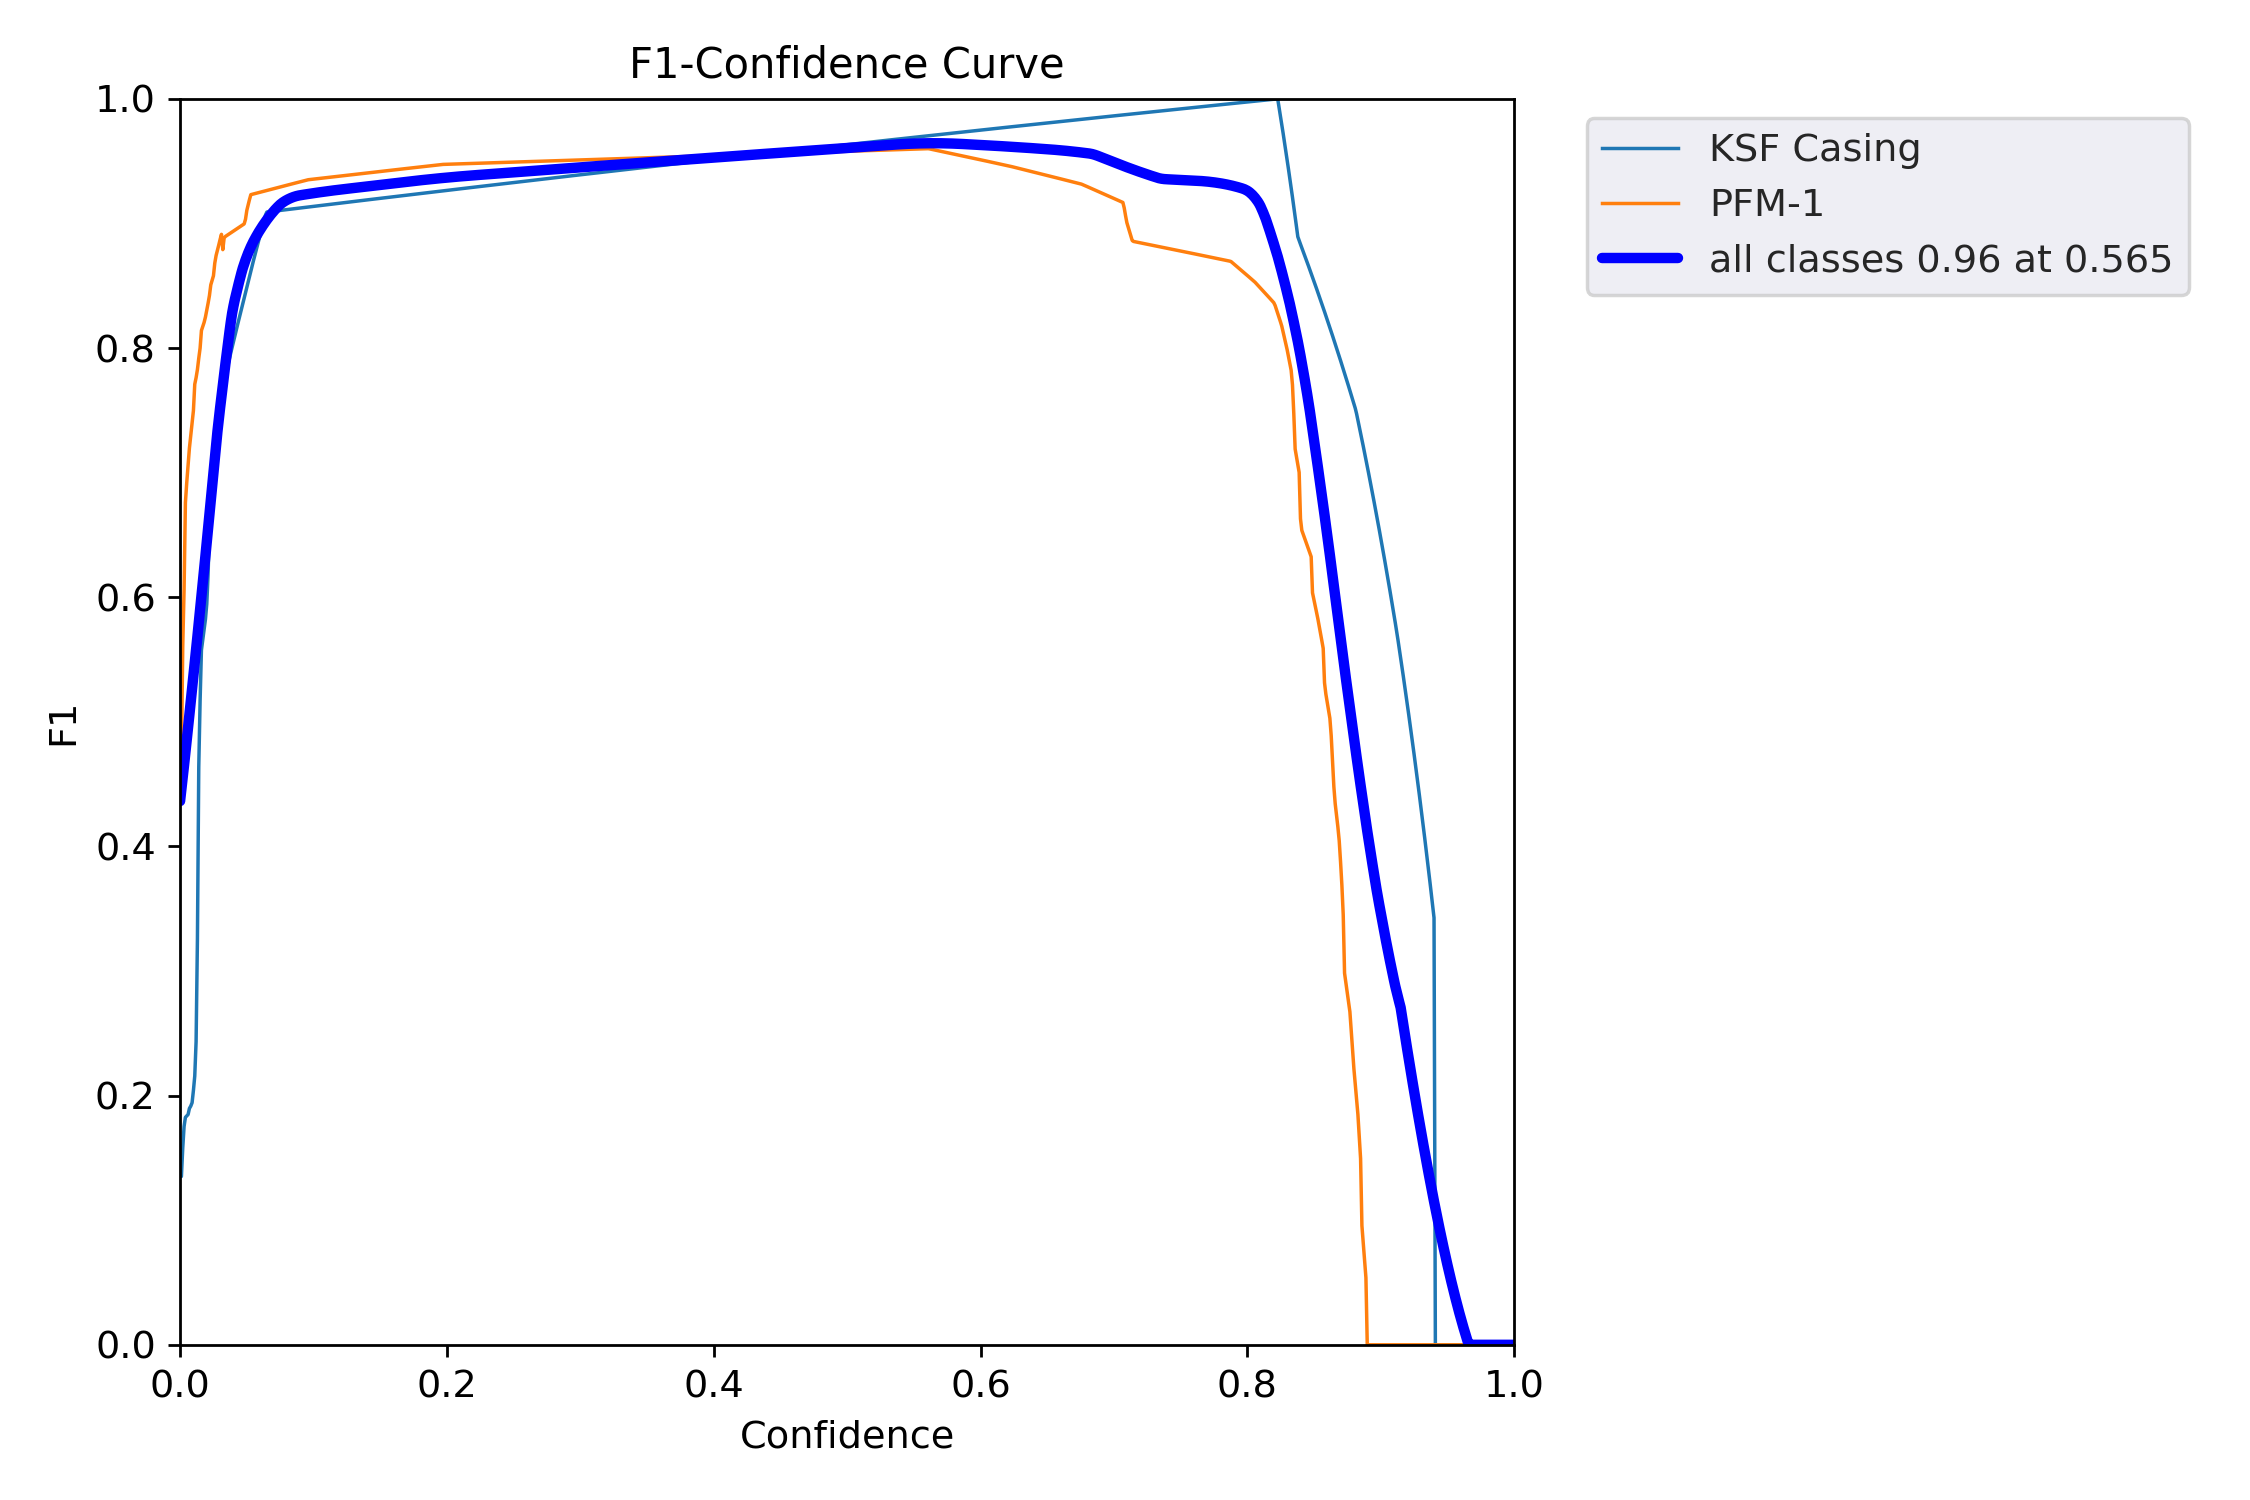 F1-Confidence Curve
KSF Casing
PFM-1
all classes 0.96 at 0.565
1.0
0.8
0.6
0.4
0.2
0.0
F1
0.0 0.2 0.4 0.6 0.8 1.0
Confidence